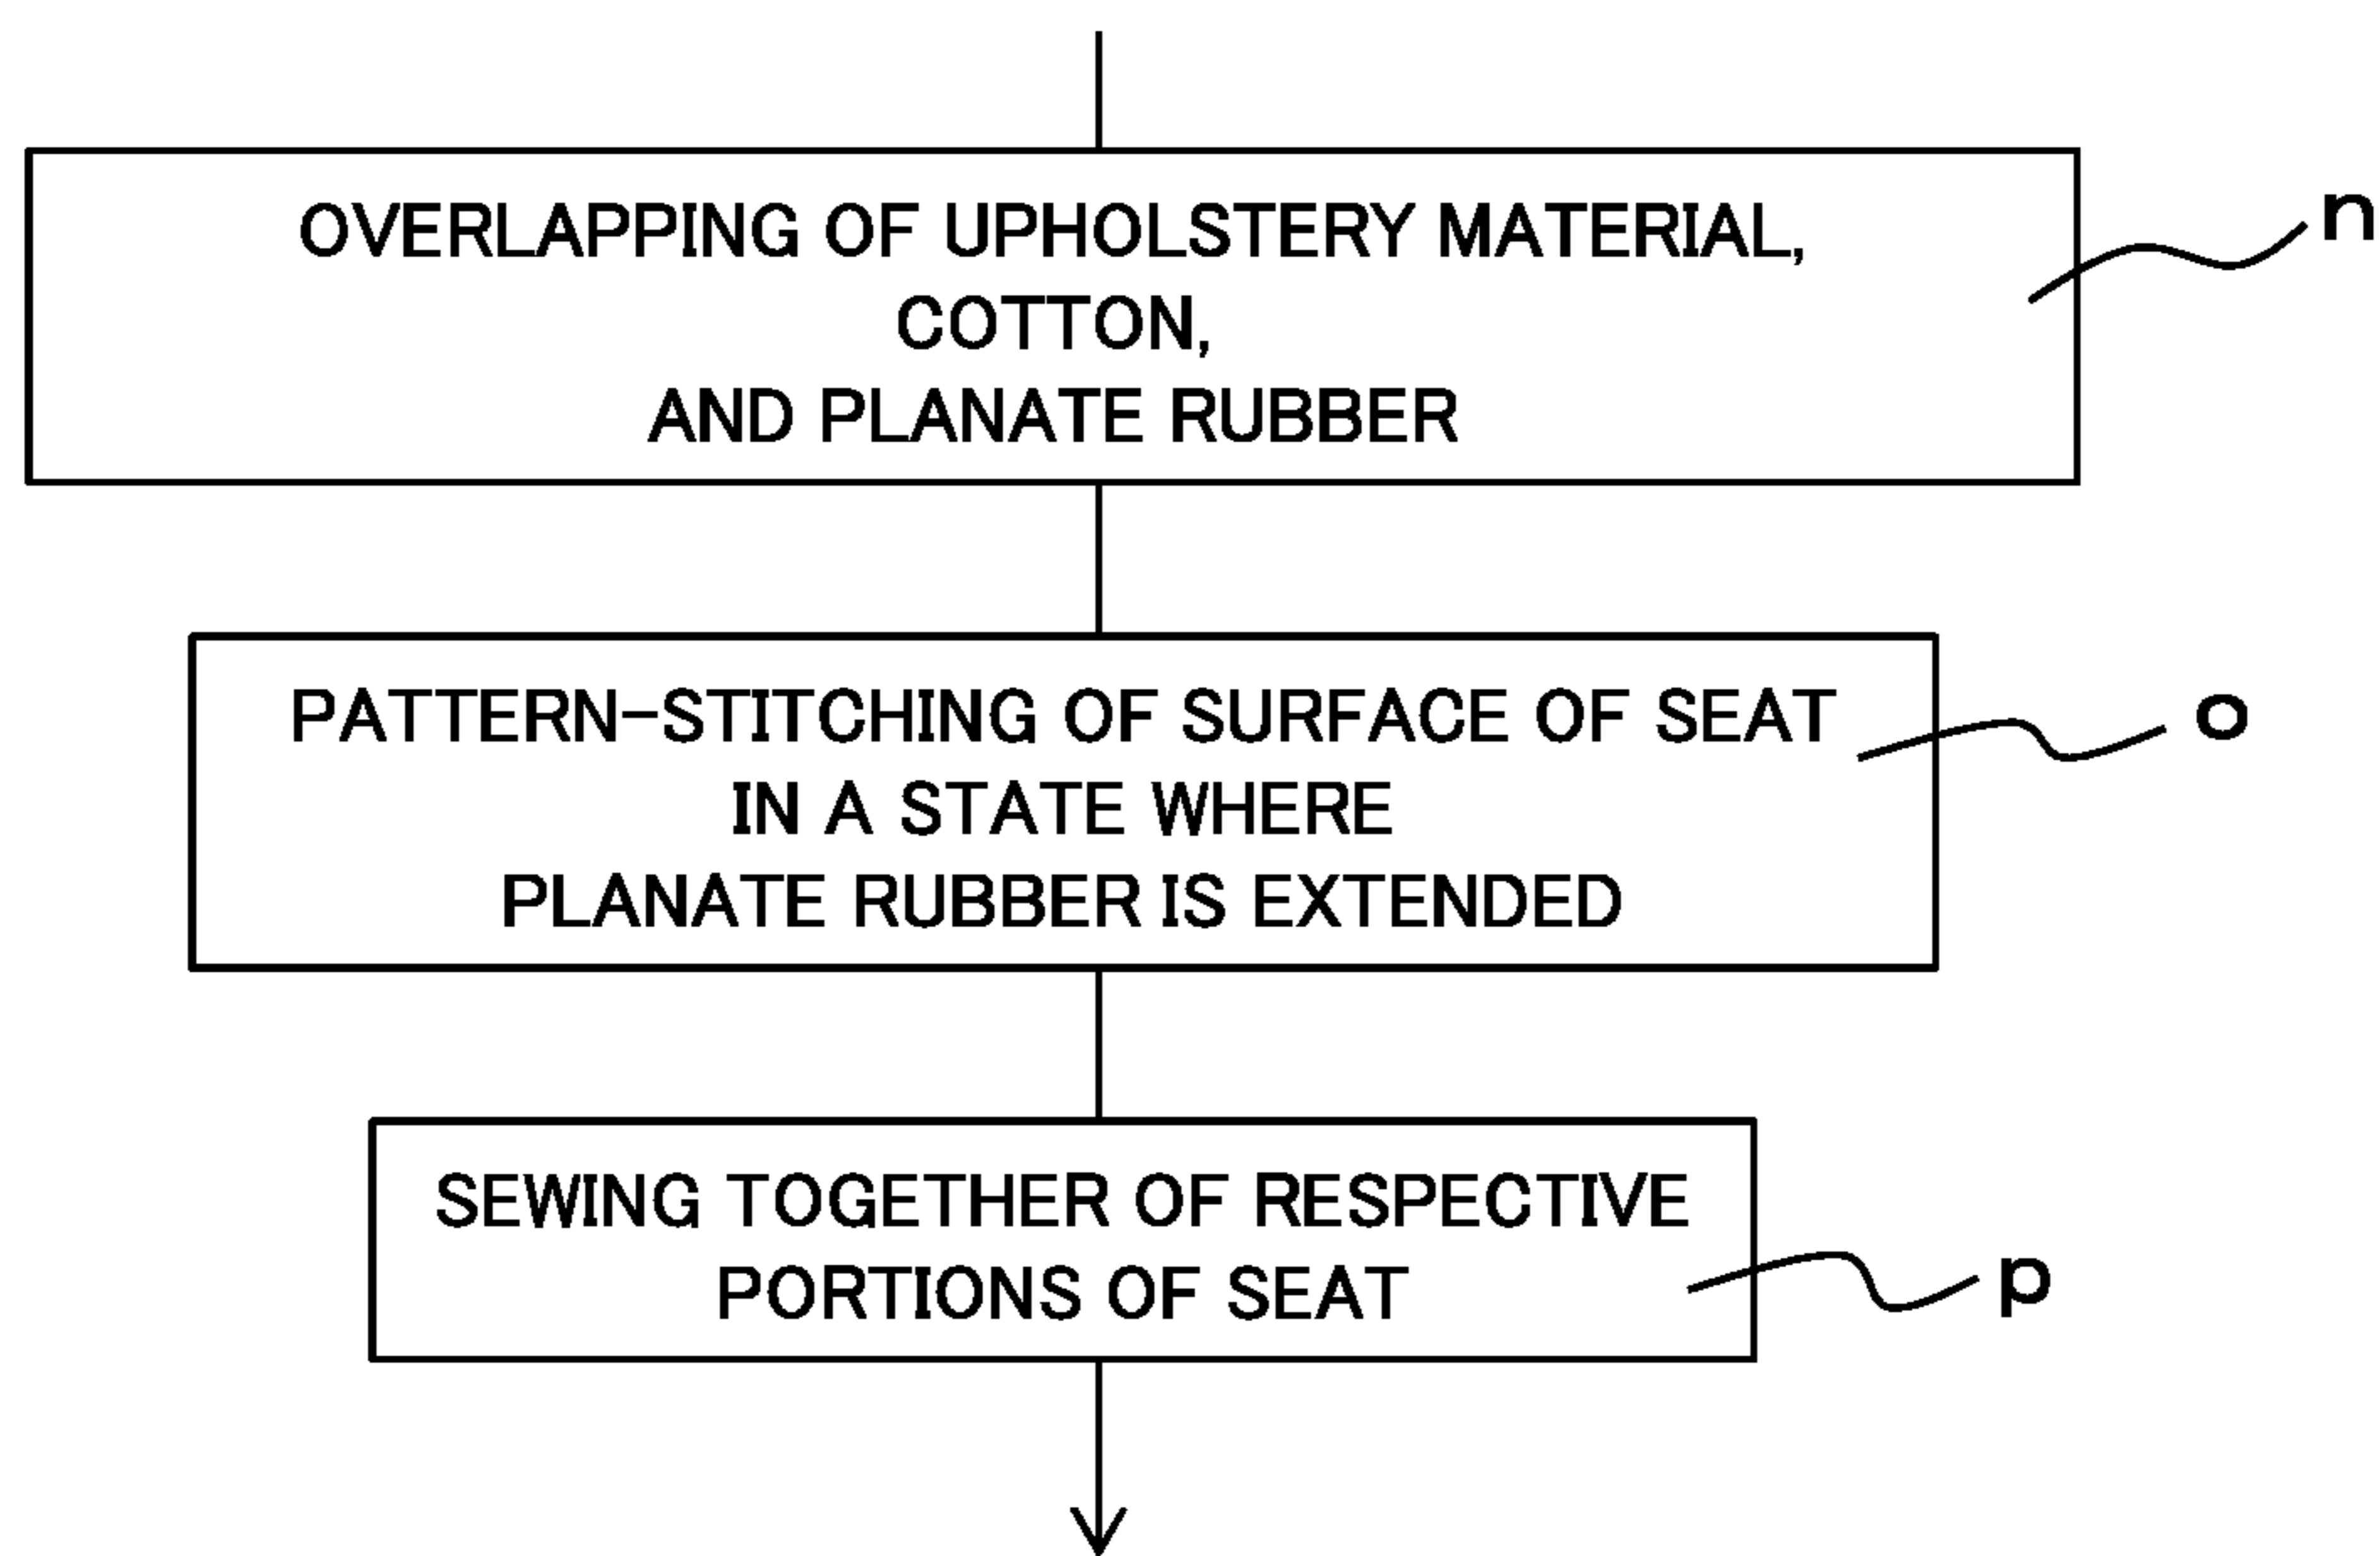 OVERLAPPING OF UPHOLSTERY MATERIAL,
COTTON,
AND PLANATE RUBBER
n
PATTERN-STITCHING OF SURFACE OF SEAT
IN A STATE WHERE
PLANATE RUBBER IS EXTENDED
o
SEWING TOGETHER OF RESPECTIVE
PORTIONS OF SEAT
p